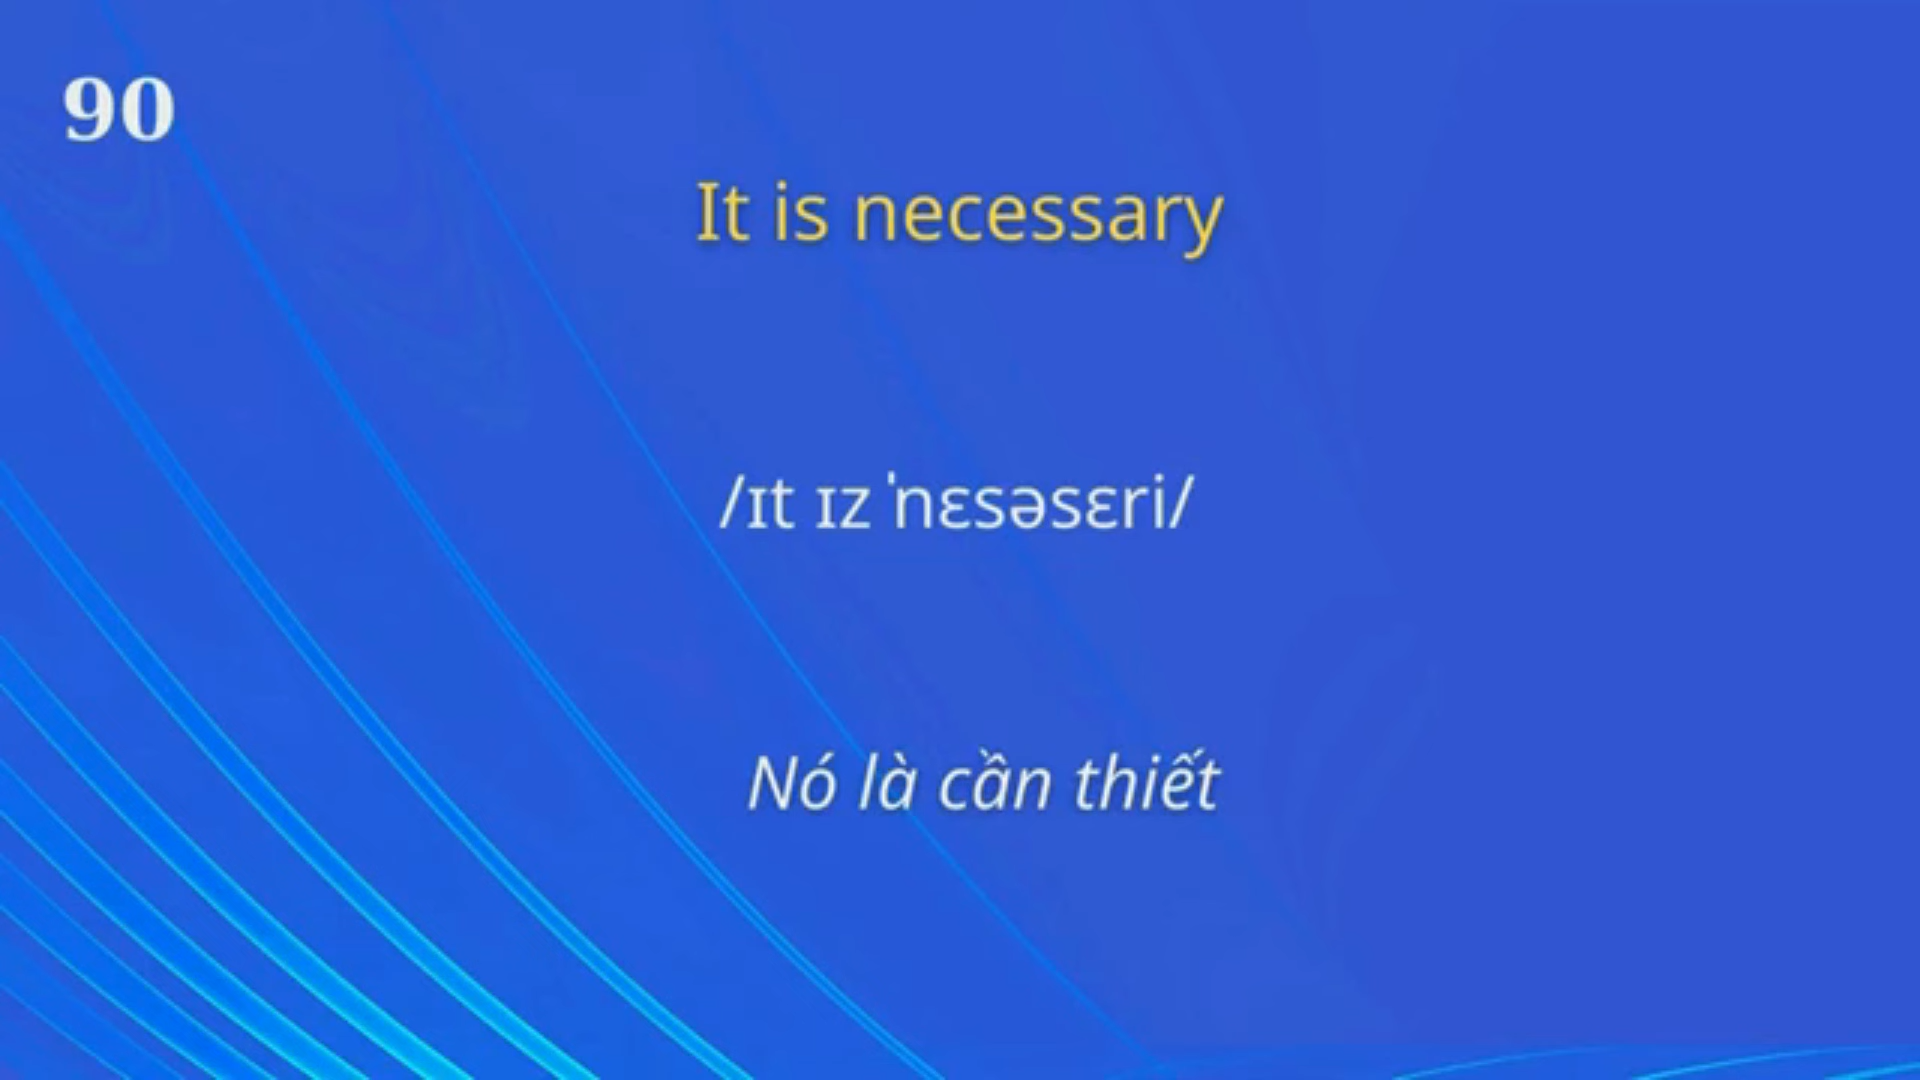 90
It is necessary
/ɪt ɪz ˈnɛsəsɛri/
Nó là cần thiết